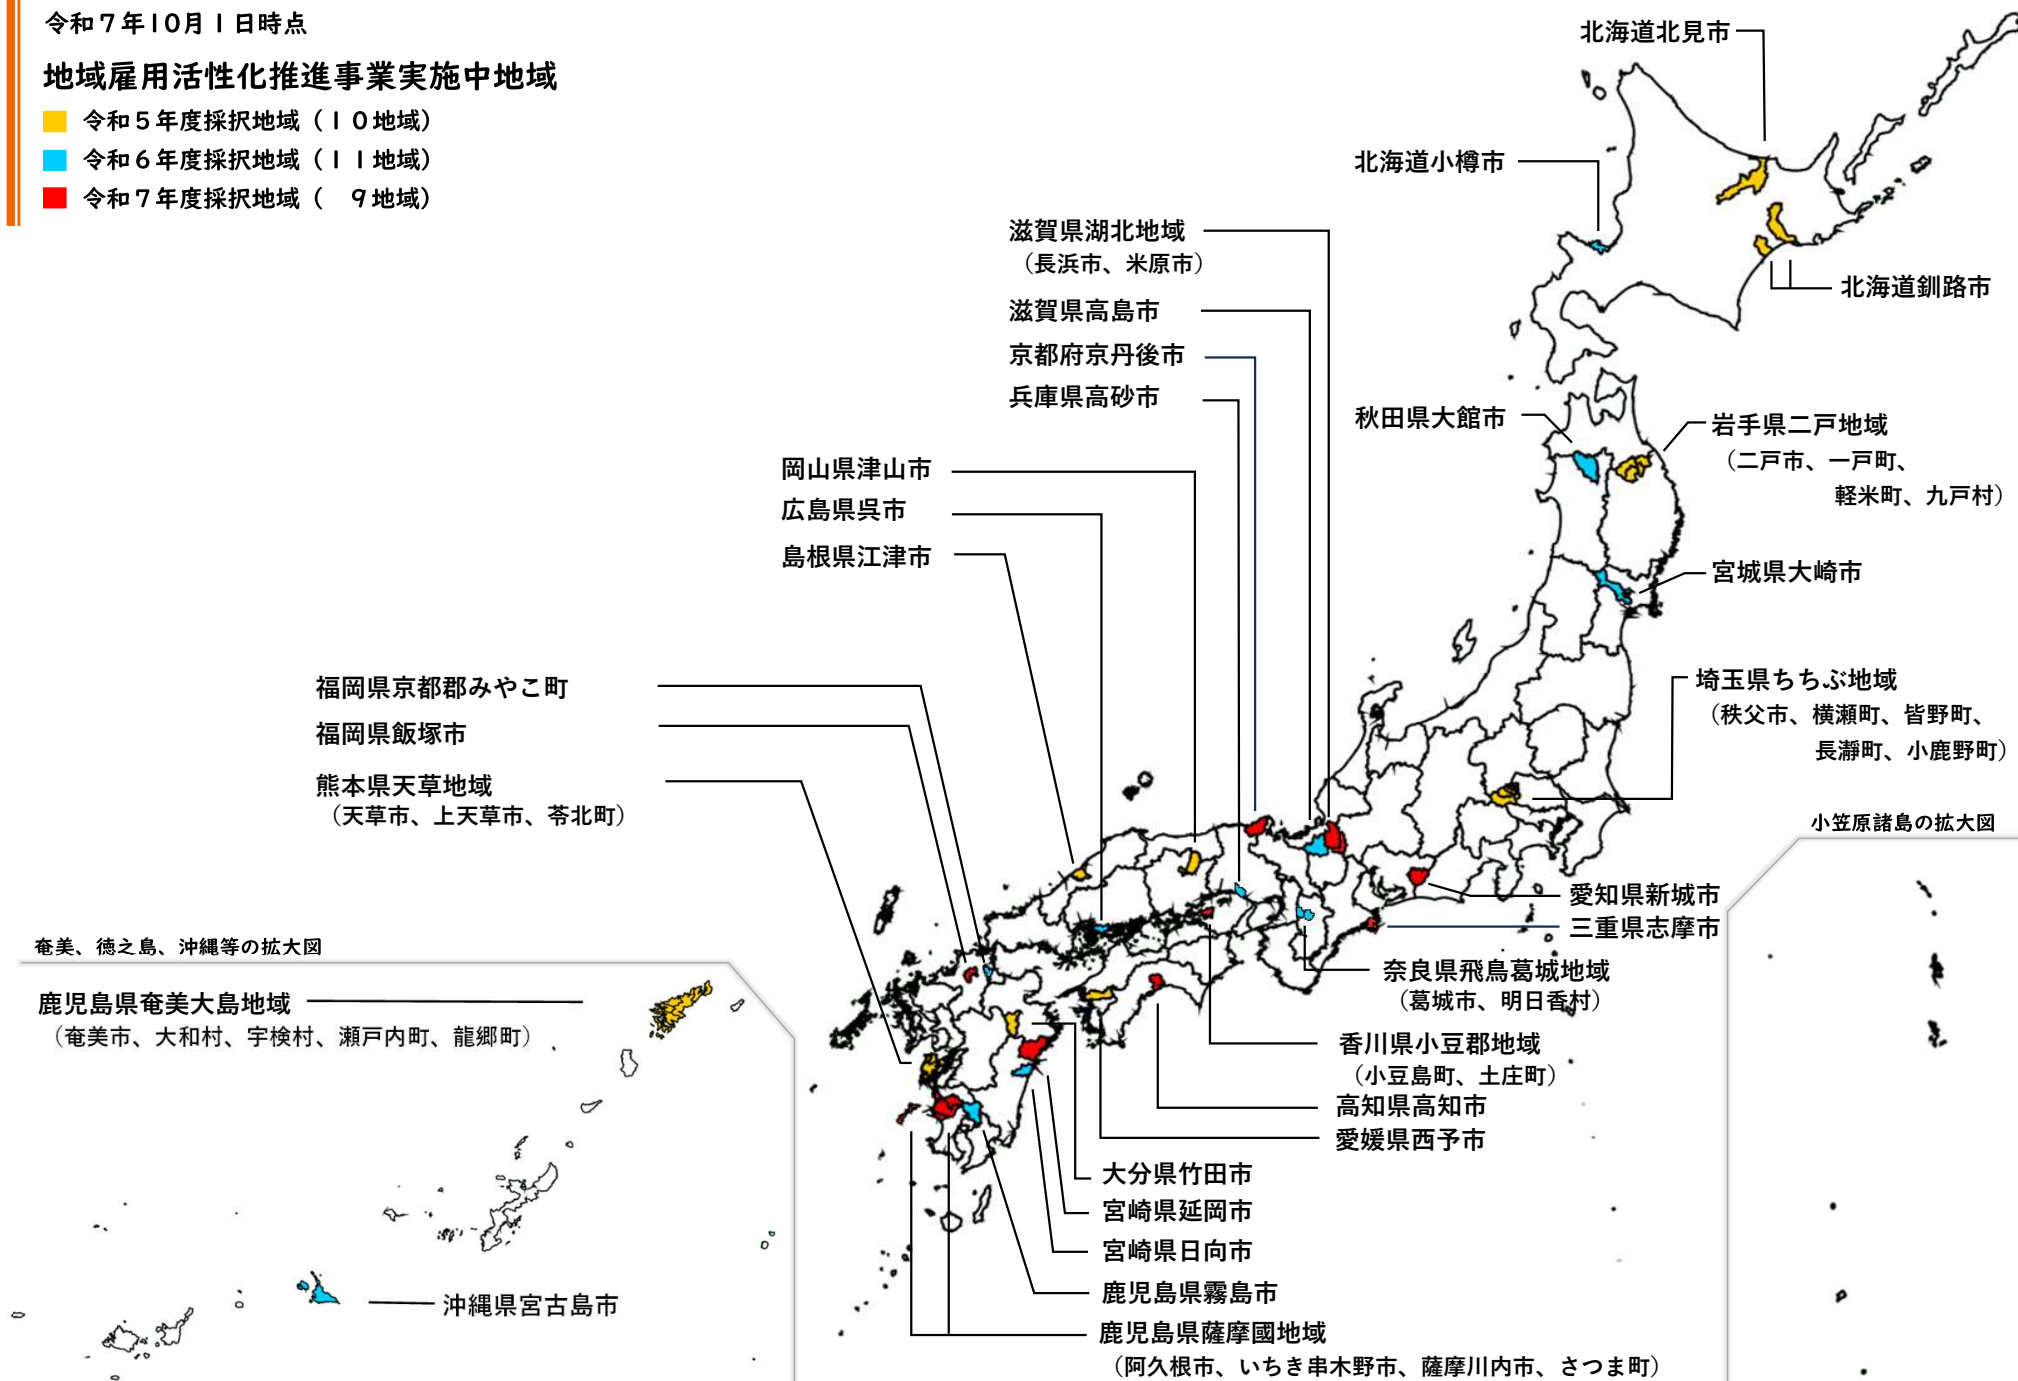 令和７年10月１日時点
地域雇用活性化推進事業実施中地域
令和５年度採択地域（１０地域）
令和６年度採択地域（１１地域）
令和７年度採択地域（　９地域）
北海道北見市
北海道小樽市
北海道釧路市
滋賀県湖北地域
（長浜市、米原市）
滋賀県高島市
京都府京丹後市
兵庫県高砂市
秋田県大館市
岩手県二戸地域
（二戸市、一戸町、
軽米町、九戸村）
岡山県津山市
広島県呉市
島根県江津市
宮城県大崎市
福岡県京都郡みやこ町
福岡県飯塚市
熊本県天草地域
（天草市、上天草市、苓北町）
埼玉県ちちぶ地域
（秩父市、横瀬町、皆野町、
長瀞町、小鹿野町）
小笠原諸島の拡大図
愛知県新城市
三重県志摩市
奈良県飛鳥葛城地域
（葛城市、明日香村）
香川県小豆郡地域
（小豆島町、土庄町）
高知県高知市
愛媛県西予市
大分県竹田市
宮崎県延岡市
宮崎県日向市
鹿児島県霧島市
鹿児島県薩摩國地域
（阿久根市、いちき串木野市、薩摩川内市、さつま町）
奄美、徳之島、沖縄等の拡大図
鹿児島県奄美大島地域
（奄美市、大和村、宇検村、瀬戸内町、龍郷町）
沖縄県宮古島市